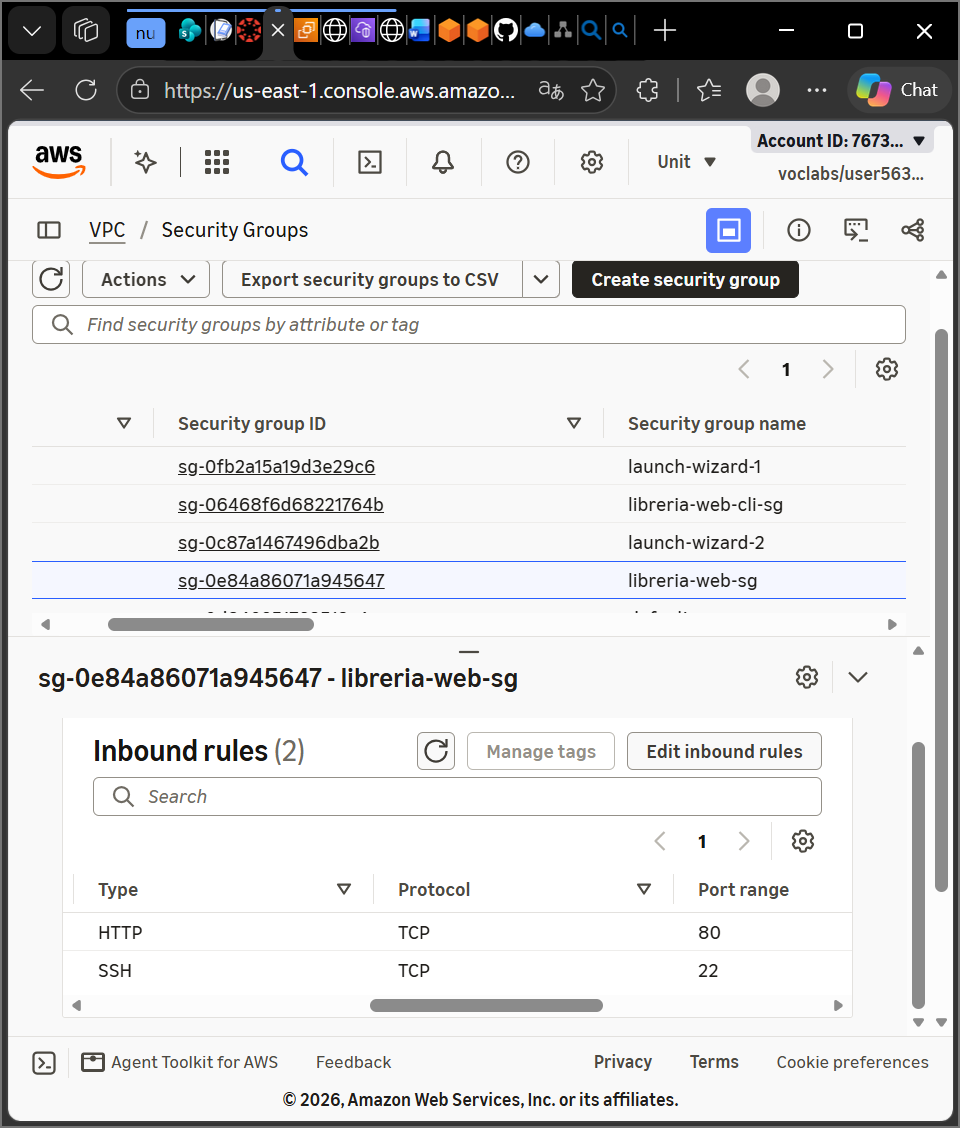 nu
https://us-east-1.console.aws.amazo...
Chat
aws
Unit
Account ID: 7673...
voclabs/user563...
VPC / Security Groups
Actions
Export security groups to CSV
Create security group
Find security groups by attribute or tag
1
Security group ID
Security group name
sg-0fb2a15a19d3e29c6
launch-wizard-1
sg-06468f6d68221764b
libreria-web-cli-sg
sg-0c87a1467496dba2b
launch-wizard-2
sg-0e84a86071a945647
libreria-web-sg
sg-0e84a86071a945647 - libreria-web-sg
Inbound rules (2)
Manage tags
Edit inbound rules
Search
1
Type
Protocol
Port range
HTTP
TCP
80
SSH
TCP
22
Agent Toolkit for AWS
Feedback
Privacy
Terms
Cookie preferences
© 2026, Amazon Web Services, Inc. or its affiliates.